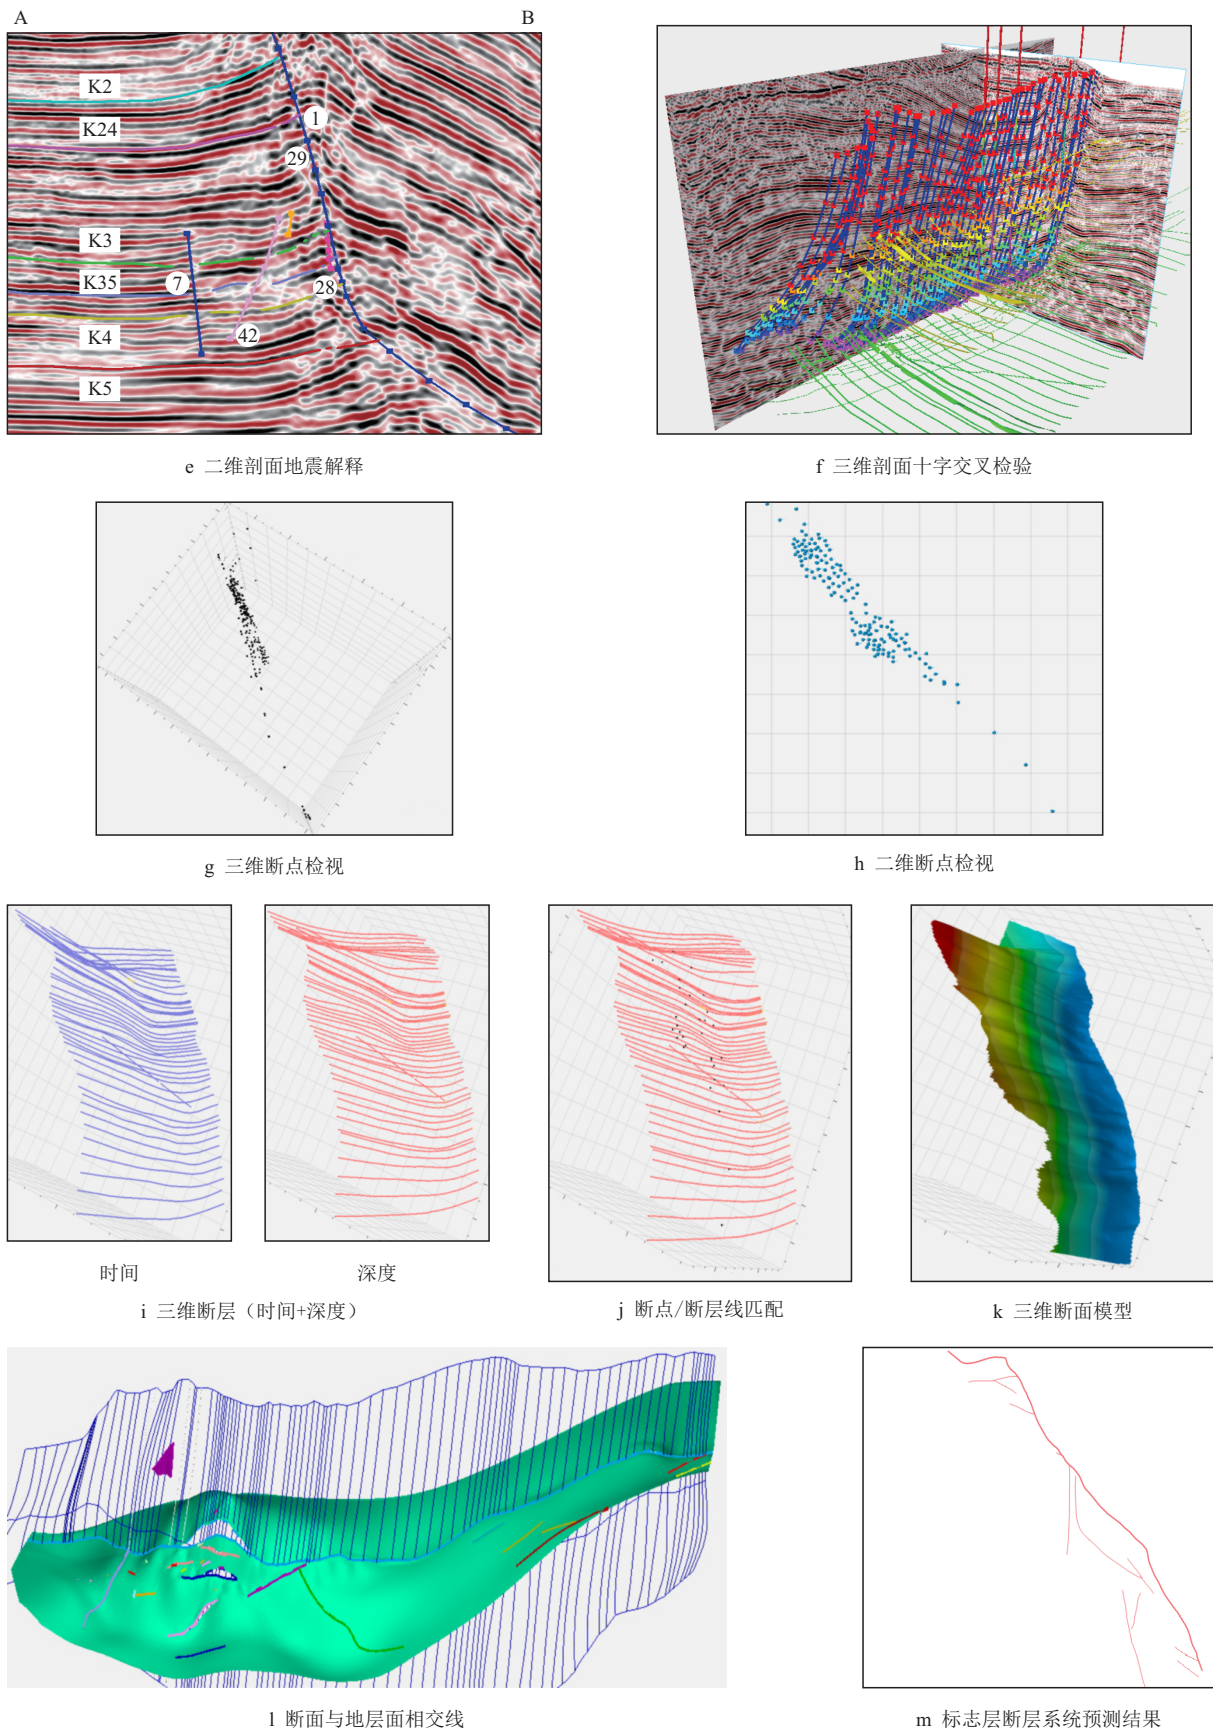 A
B
K2
K24
1
29
K3
K35
7
28
K4
42
K5
e 二维剖面地震解释
f 三维剖面十字交叉检验
g 三维断点检视
h 二维断点检视
时间
深度
i 三维断层（时间+深度）
j 断点/断层线匹配
k 三维断面模型
l 断面与地层面相交线
m 标志层断层系统预测结果